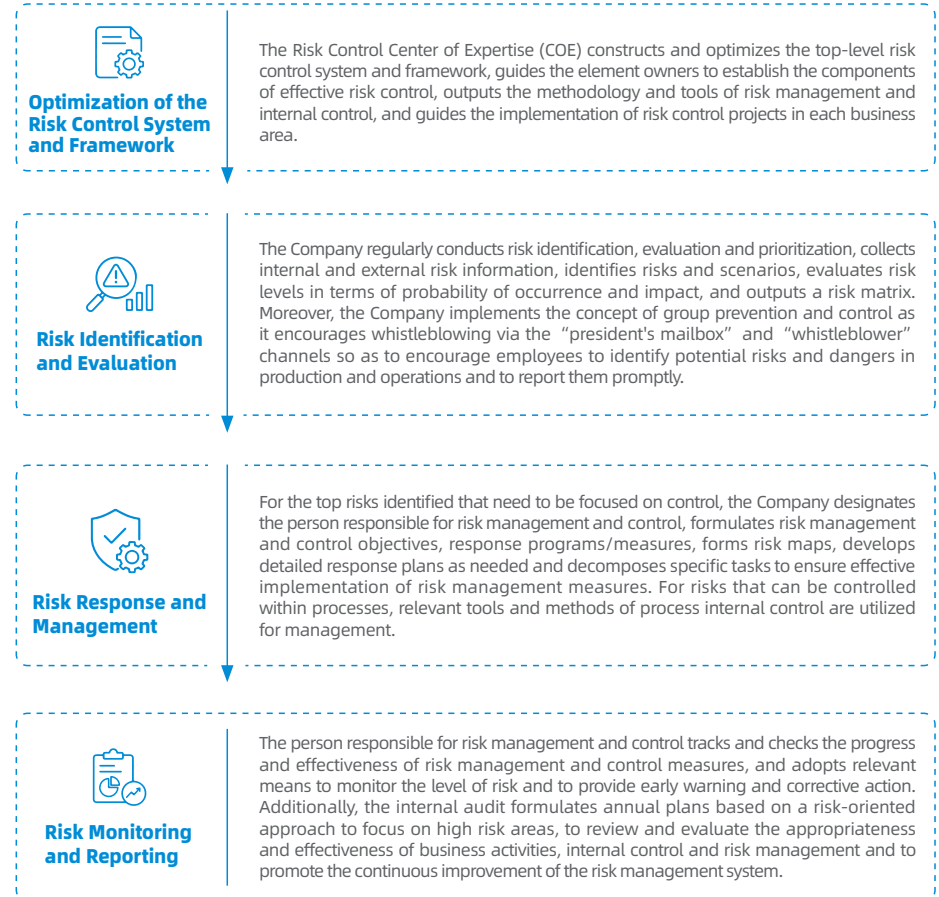 Optimization of the
Risk Control System
and Framework
The Risk Control Center of Expertise (COE) constructs and optimizes the top-level risk
control system and framework, guides the element owners to establish the components
of effective risk control, outputs the methodology and tools of risk management and
internal control, and guides the implementation of risk control projects in each business
area.
Risk Identification
and Evaluation
The Company regularly conducts risk identification, evaluation and prioritization, collects
internal and external risk information, identifies risks and scenarios, evaluates risk
levels in terms of probability of occurrence and impact, and outputs a risk matrix.
Moreover, the Company implements the concept of group prevention and control as
it encourages whistleblowing via the “president's mailbox” and “whistleblower”
channels so as to encourage employees to identify potential risks and dangers in
production and operations and to report them promptly.
Risk Response and
Management
For the top risks identified that need to be focused on control, the Company designates
the person responsible for risk management and control, formulates risk management
and control objectives, response programs/measures, forms risk maps, develops
detailed response plans as needed and decomposes specific tasks to ensure effective
implementation of risk management measures. For risks that can be controlled
within processes, relevant tools and methods of process internal control are utilized
for management.
Risk Monitoring
and Reporting
The person responsible for risk management and control tracks and checks the progress
and effectiveness of risk management and control measures, and adopts relevant
means to monitor the level of risk and to provide early warning and corrective action.
Additionally, the internal audit formulates annual plans based on a risk-oriented
approach to focus on high risk areas, to review and evaluate the appropriateness
and effectiveness of business activities, internal control and risk management and to
promote the continuous improvement of the risk management system.